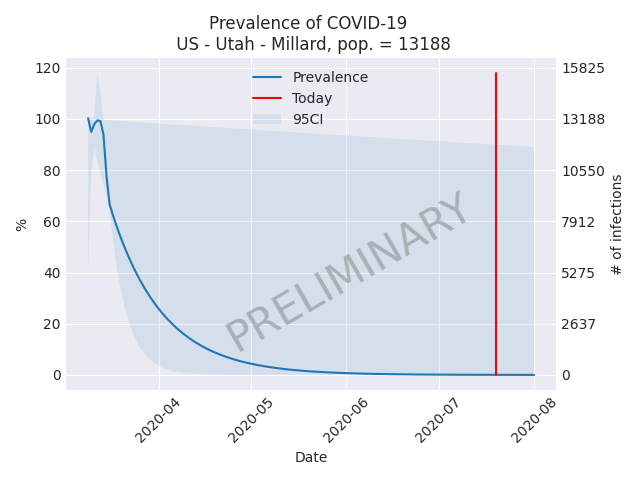 Prevalence of COVID-19
US - Utah - Millard, pop. = 13188
Prevalence
Today
95CI
120
100
80
60
40
20
0
%
15825
13188
10550
7912
5275
2637
0
# of infections
PRELIMINARY
2020-04
2020-05
2020-06
2020-07
2020-08
Date